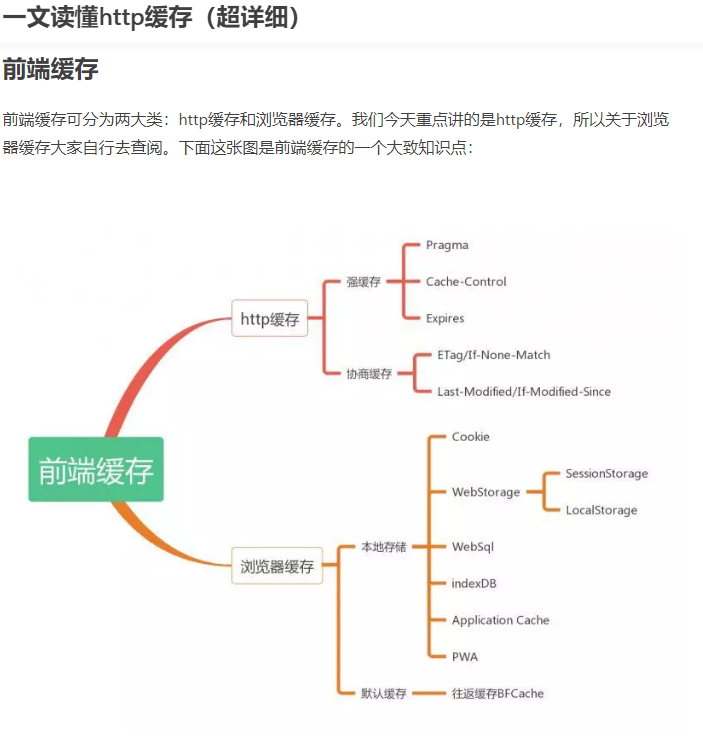 一文读懂http缓存（超详细）
前端缓存
前端缓存可分为两大类：http缓存和浏览器缓存。我们今天重点讲的是http缓存，所以关于浏览
器缓存大家自行去查阅。下面这张图是前端缓存的一个大致知识点：
前端缓存
http缓存
强缓存
Pragma
Cache-Control
Expires
协商缓存
ETag/If-None-Match
Last-Modified/If-Modified-Since
浏览器缓存
本地存储
Cookie
WebStorage
SessionStorage
LocalStorage
WebSql
indexDB
Application Cache
PWA
默认缓存
往返缓存BFCache